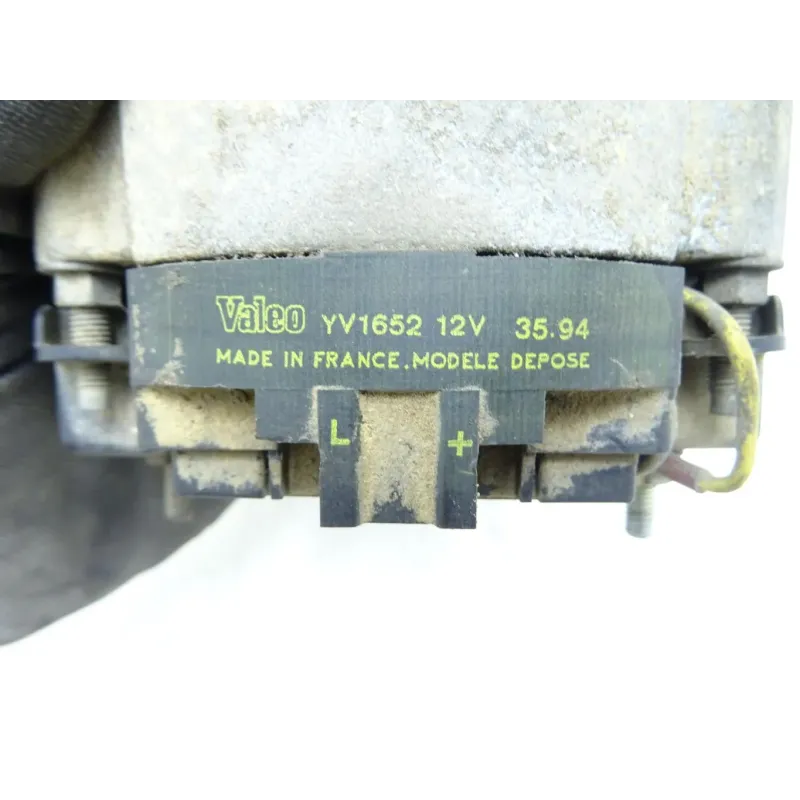 Valeo YV1652 12V 35.94
MADE IN FRANCE.MODELE DEPOSE
L +